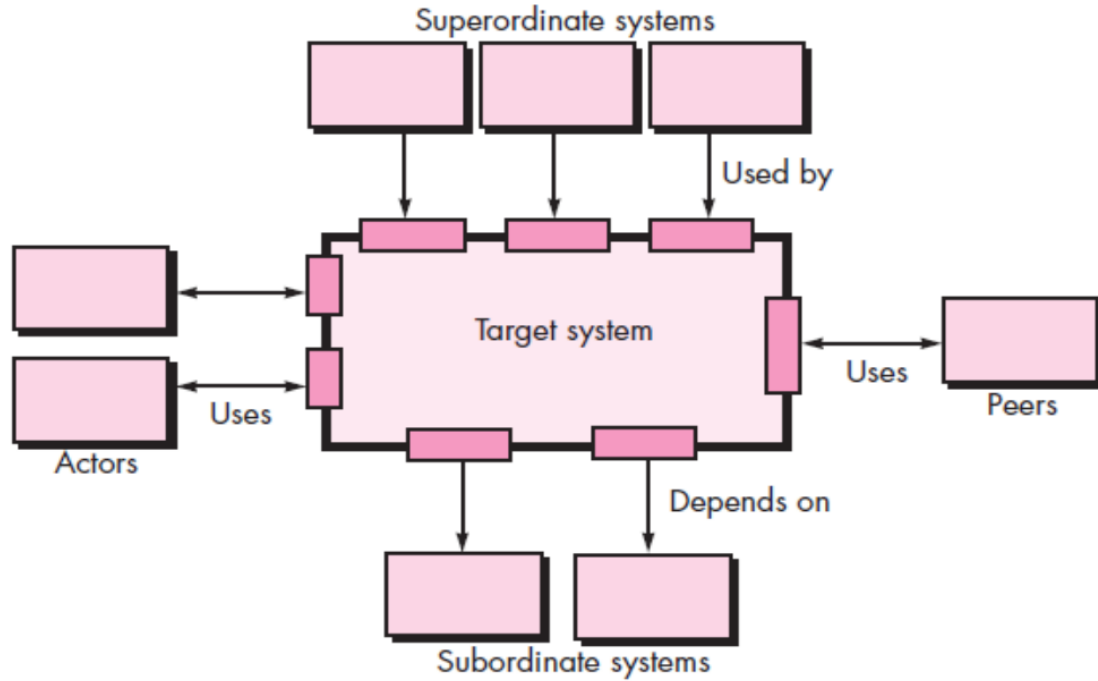 Superordinate systems
Used by
Target system
Uses
Uses
Peers
Actors
Depends on
Subordinate systems